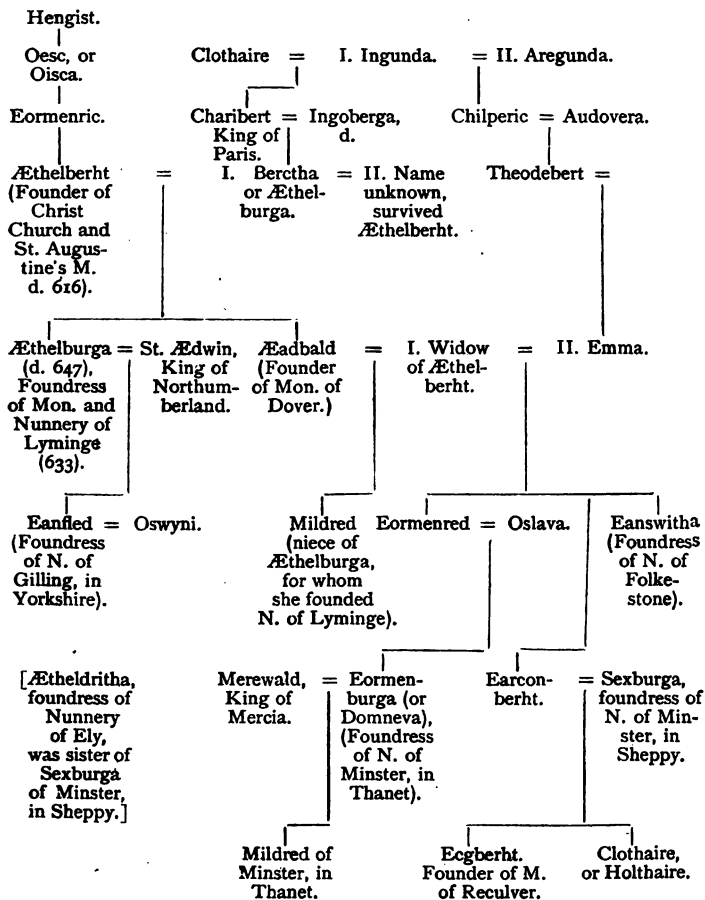 Hengist.
Oesc, or
Oisca.
Clothaire = I. Ingunda. = II. Aregunda.
Eormenric.
Charibert = Ingoberga,
King of d.
Paris.
Chilperic = Audovera.
Æthelberht =
(Founder of
Christ
Church and
St. Augus-
tine's M.
d. 616).
I. Berctha = II. Name
or Æthel- unknown,
burga. survived
Æthelberht.
Theodebert =
Æthelburga = St. Ædwin,
(d. 647), King of
Foundress Northum-
of Mon. and berland.
Nunnery of
Lyminge
(633).
Æadbald = I. Widow = II. Emma.
(Founder of Æthel-
of Mon. of berht.
Dover.)
Eanfled = Oswyni.
(Foundress
of N. of
Gilling, in
Yorkshire).
Mildred
(niece of
Æthelburga,
for whom
she founded
N. of Lyminge).
Eormenred = Oslava.
Eanswitha
(Foundress
of N. of
Folke-
stone).
[Ætheldritha,
foundress of
Nunnery
of Ely,
was sister of
Sexburga
of Minster,
in Sheppy.]
Merewald, = Eormen-
King of burga (or
Mercia. Domneva),
(Foundress
of N. of
Minster, in
Thanet).
Earcon- = Sexburga,
berht. foundress of
N. of Min-
ster, in
Sheppy.
Mildred of
Minster, in
Thanet.
Ecgberht.
Founder of M.
of Reculver.
Clothaire,
or Holthaire.